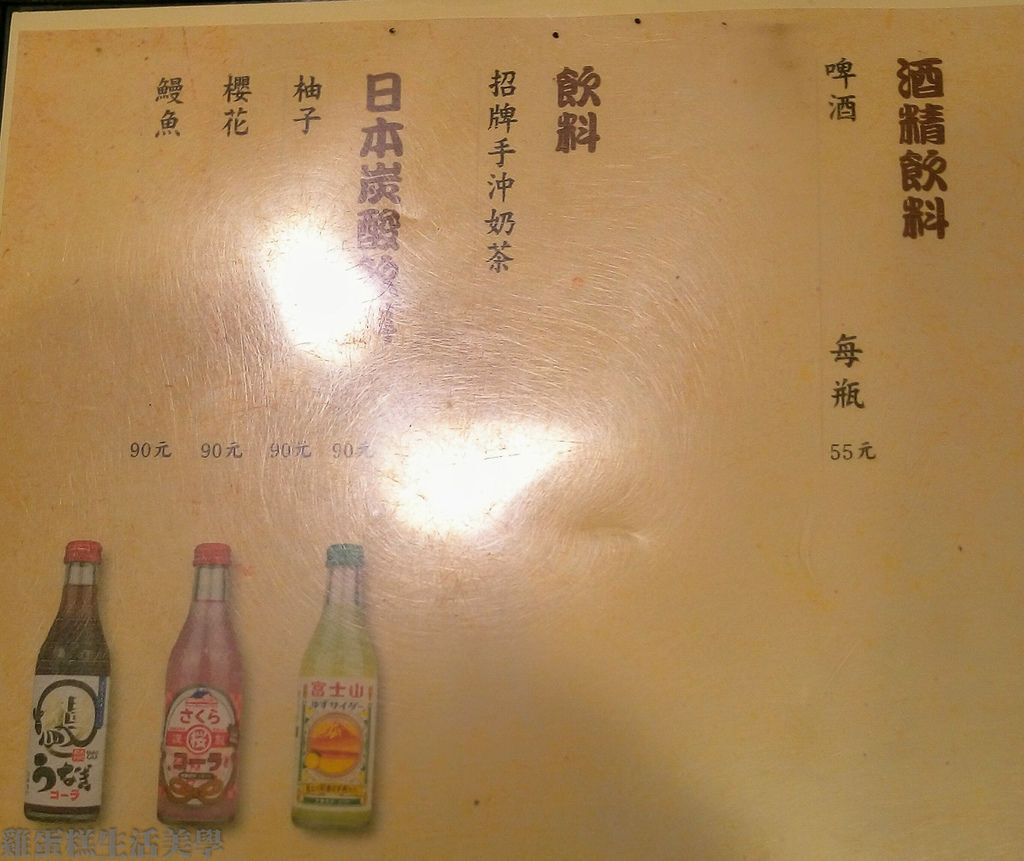 酒精飲料
啤酒 每瓶 55元
飲料
招牌手沖奶茶
日本炭酸
90元
柚子 90元
櫻花 90元
鰻魚 90元
うなぎ
コーラ
さくら
桜
コーラ
富士山
ゆずサイダー
雞蛋糕生活美學